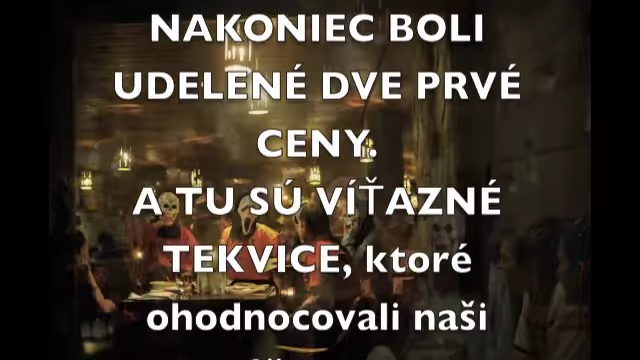 NAKONIEC BOLI
UDELENÉ DVE PRVÉ
CENY.
A TU SÚ VÍŤAZNÉ
TEKVICE, ktoré
ohodnocovali naši